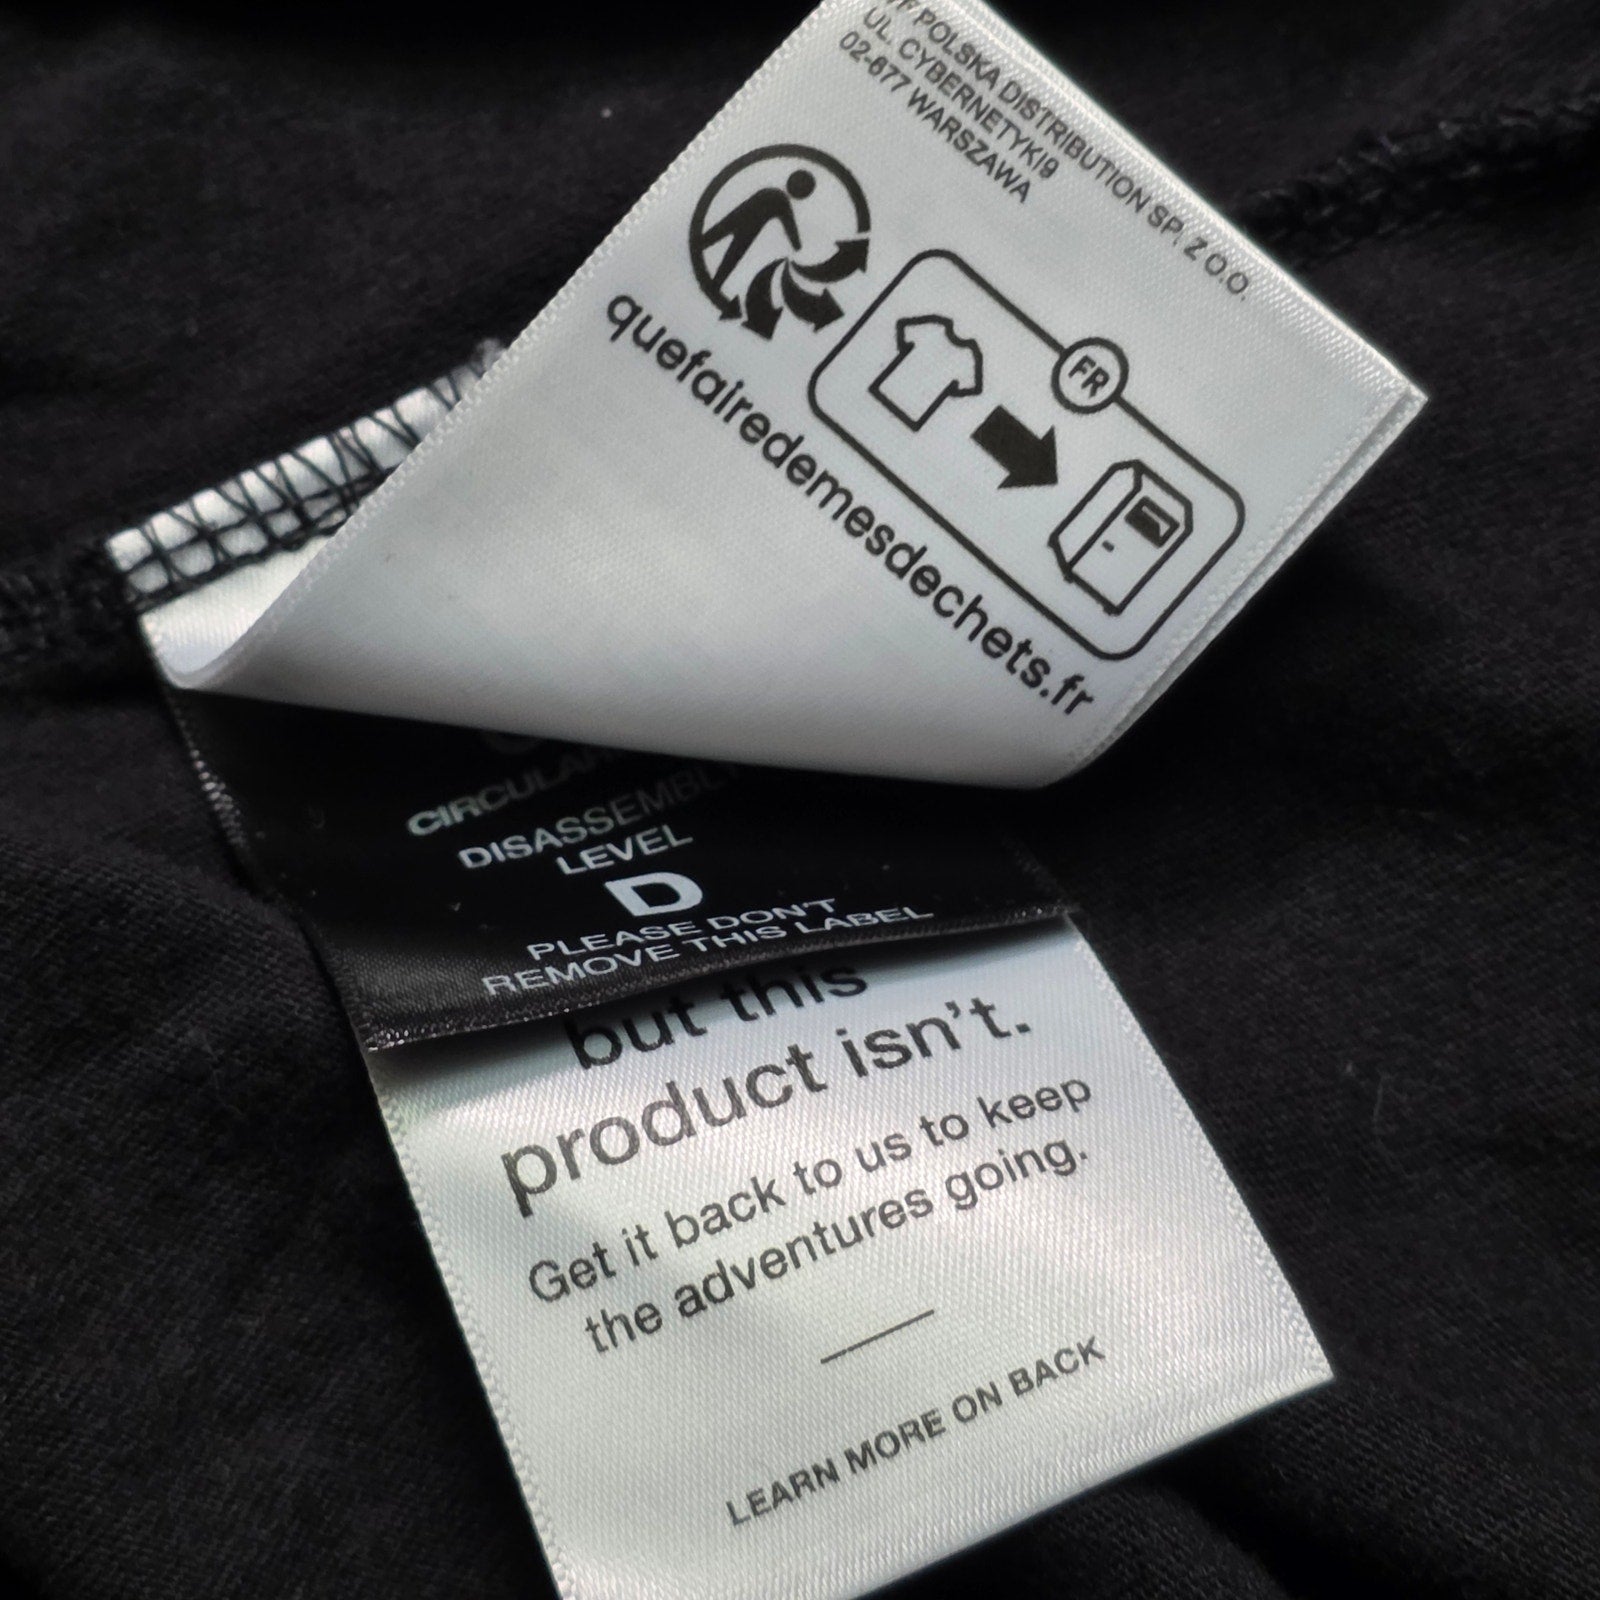 POLSKA DISTRIBUTION SP. Z O.O.
UL. CYBERNETYKI9
02-677 WARSZAWA
FR
quefairedemesdechets.fr
DISASSEMBLY
LEVEL
D
PLEASE DON'T
REMOVE THIS LABEL
but this
product isn't.
Get it back to us to keep
the adventures going.
LEARN MORE ON BACK